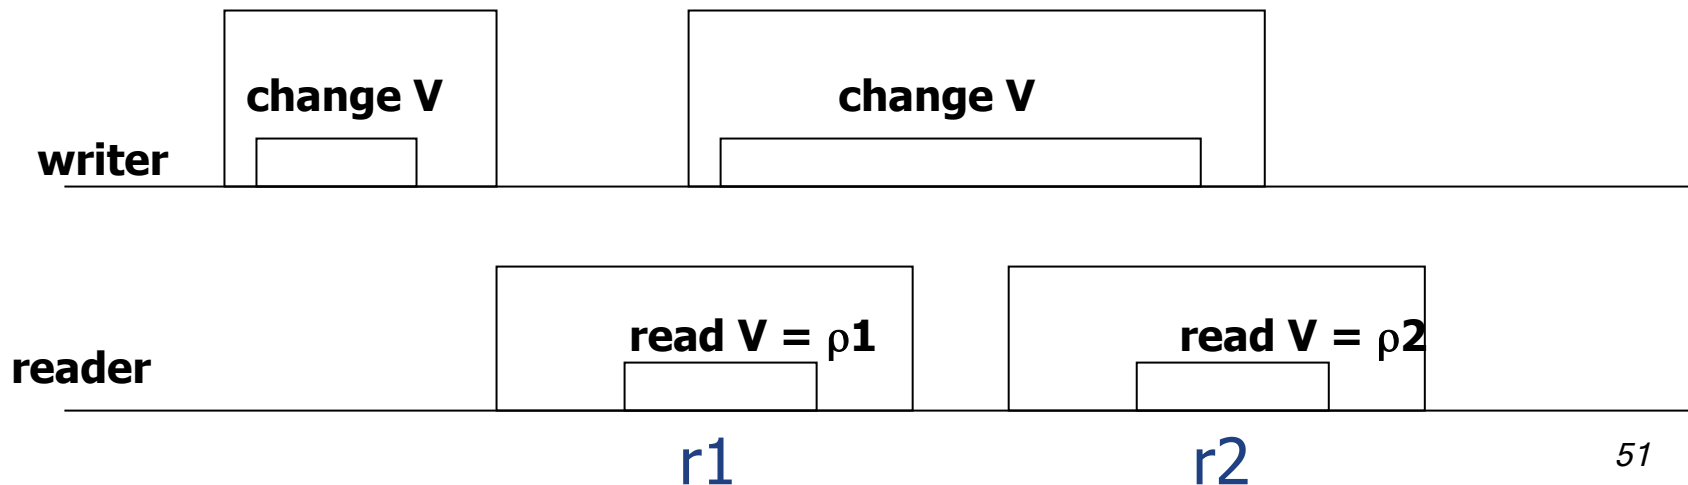 change V
change V
writer
read V = ρ1
read V = ρ2
reader
r1
r2
51